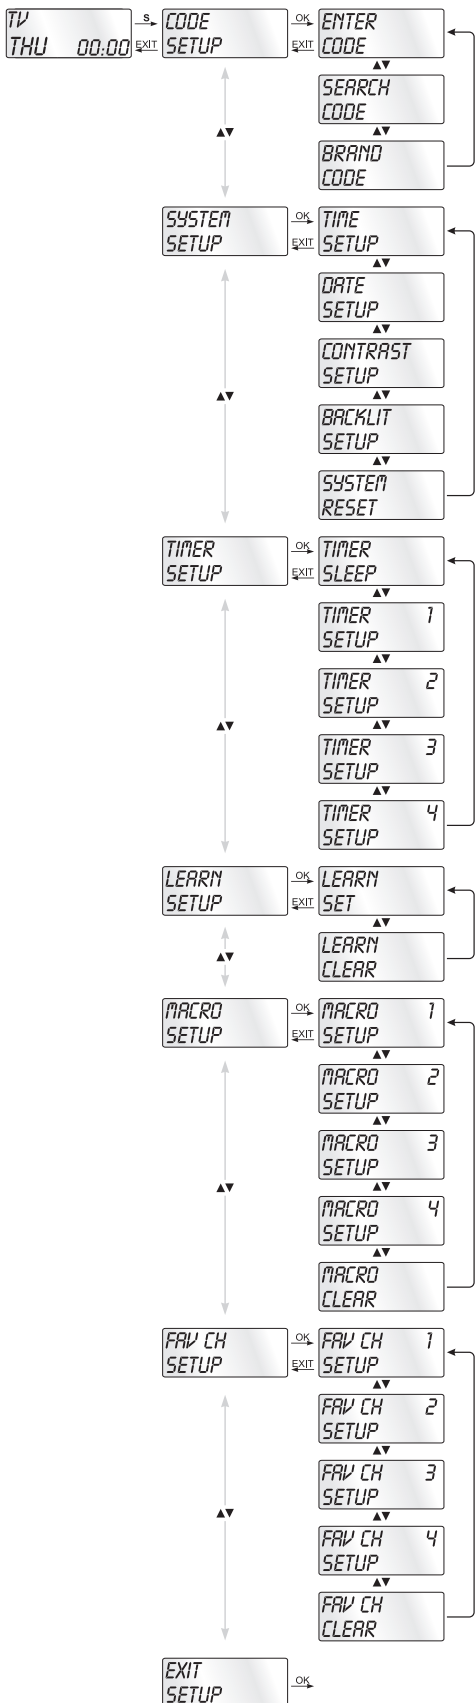 TV
THU 00:00
S
EXIT
CODE
SETUP
OK
EXIT
ENTER
CODE
▲▼
SEARCH
CODE
▲▼
BRAND
CODE
▲▼
SYSTEM
SETUP
OK
EXIT
TIME
SETUP
▲▼
DATE
SETUP
▲▼
CONTRAST
SETUP
▲▼
BACKLIT
SETUP
▲▼
SYSTEM
RESET
▲▼
TIMER
SETUP
OK
EXIT
TIMER
SLEEP
▲▼
TIMER 1
SETUP
▲▼
TIMER 2
SETUP
▲▼
TIMER 3
SETUP
▲▼
TIMER 4
SETUP
▲▼
LEARN
SETUP
OK
EXIT
LEARN
SET
▲▼
LEARN
CLEAR
▲▼
MACRO
SETUP
OK
EXIT
MACRO 1
SETUP
▲▼
MACRO 2
SETUP
▲▼
MACRO 3
SETUP
▲▼
MACRO 4
SETUP
▲▼
MACRO
CLEAR
▲▼
FAV CH
SETUP
OK
EXIT
FAV CH 1
SETUP
▲▼
FAV CH 2
SETUP
▲▼
FAV CH 3
SETUP
▲▼
FAV CH 4
SETUP
▲▼
FAV CH
CLEAR
▲▼
EXIT
SETUP
OK